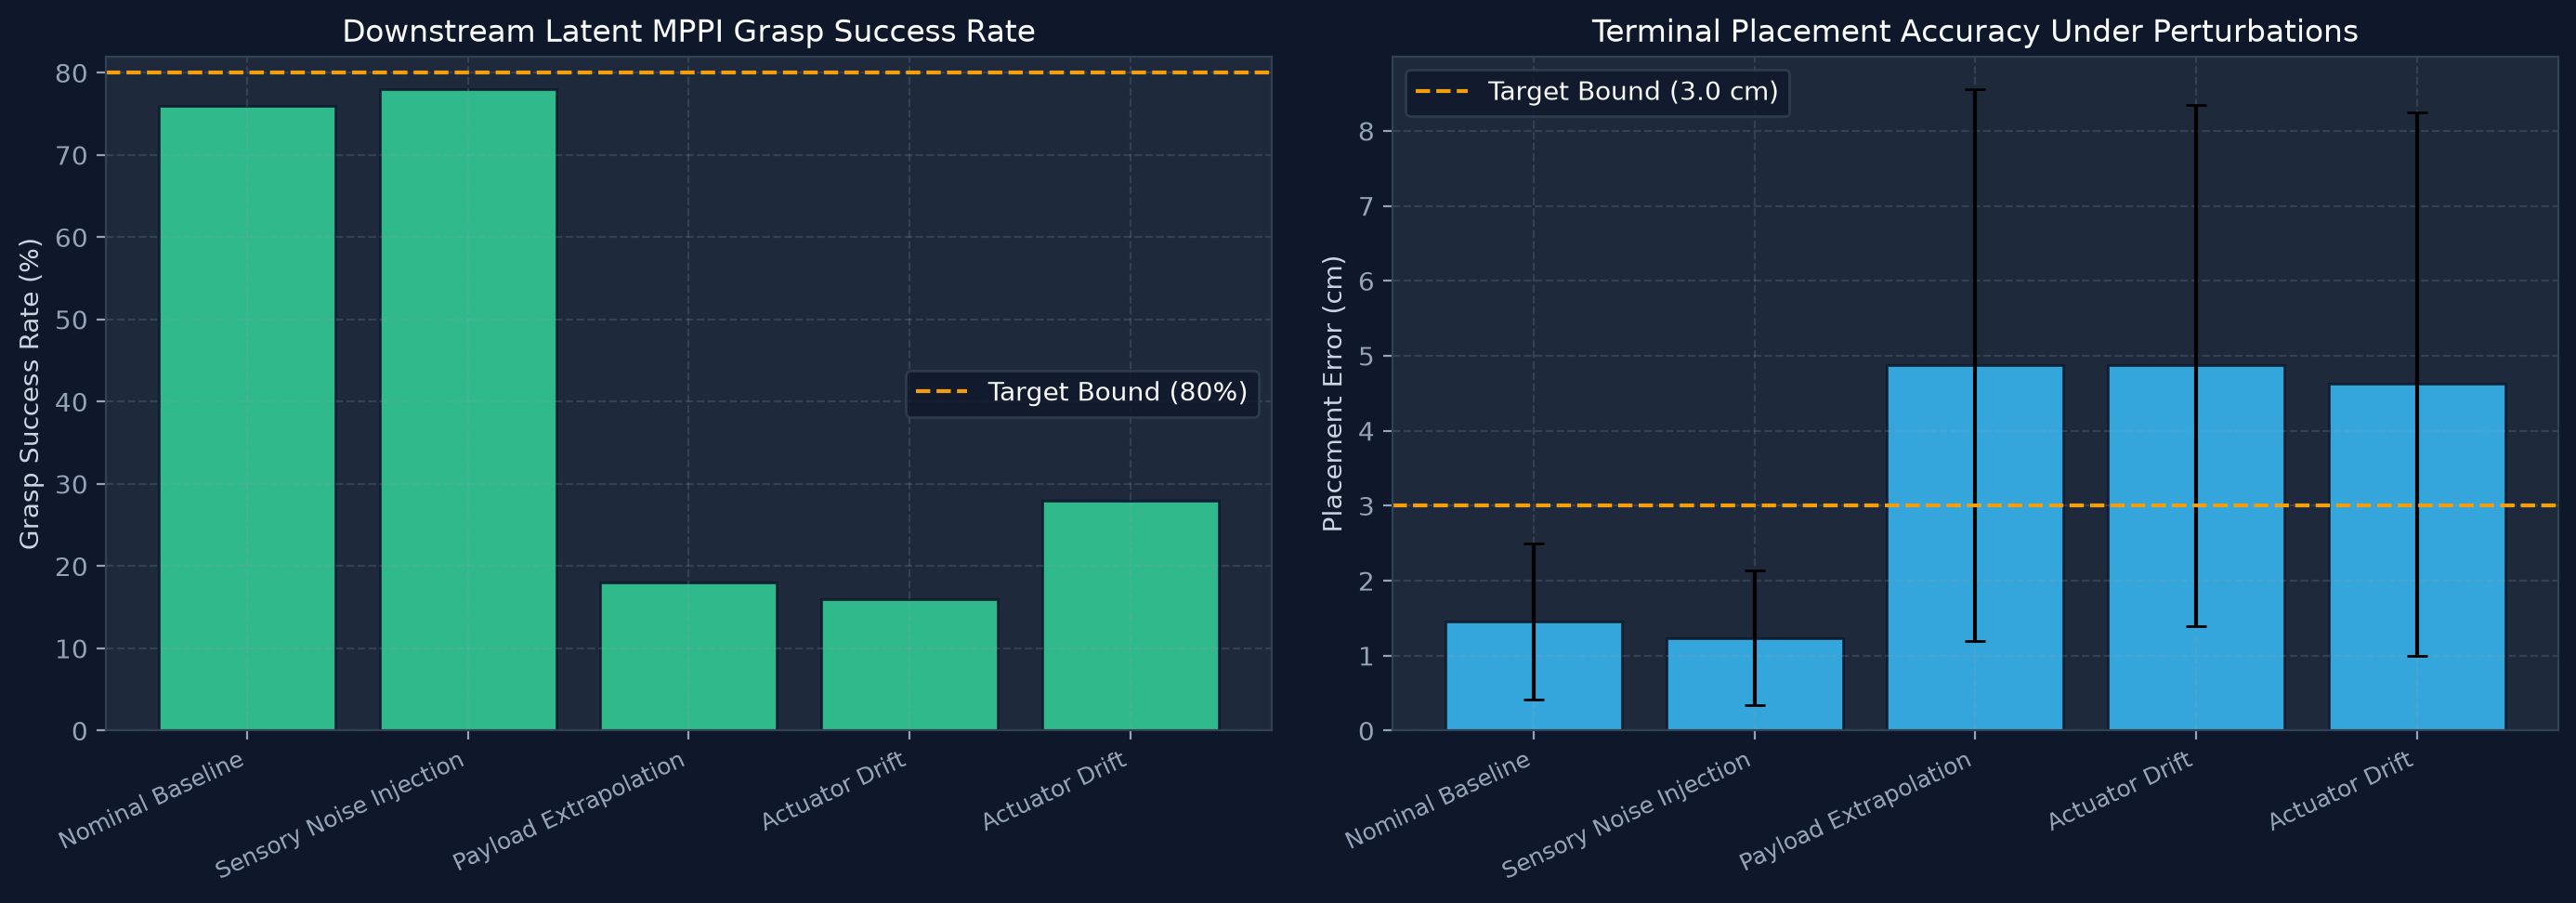 Downstream Latent MPPI Grasp Success Rate
Grasp Success Rate (%)
80
70
60
50
40
30
20
10
0
Target Bound (80%)
Nominal Baseline
Sensory Noise Injection
Payload Extrapolation
Actuator Drift
Actuator Drift
Terminal Placement Accuracy Under Perturbations
Target Bound (3.0 cm)
Placement Error (cm)
8
7
6
5
4
3
2
1
0
Nominal Baseline
Sensory Noise Injection
Payload Extrapolation
Actuator Drift
Actuator Drift